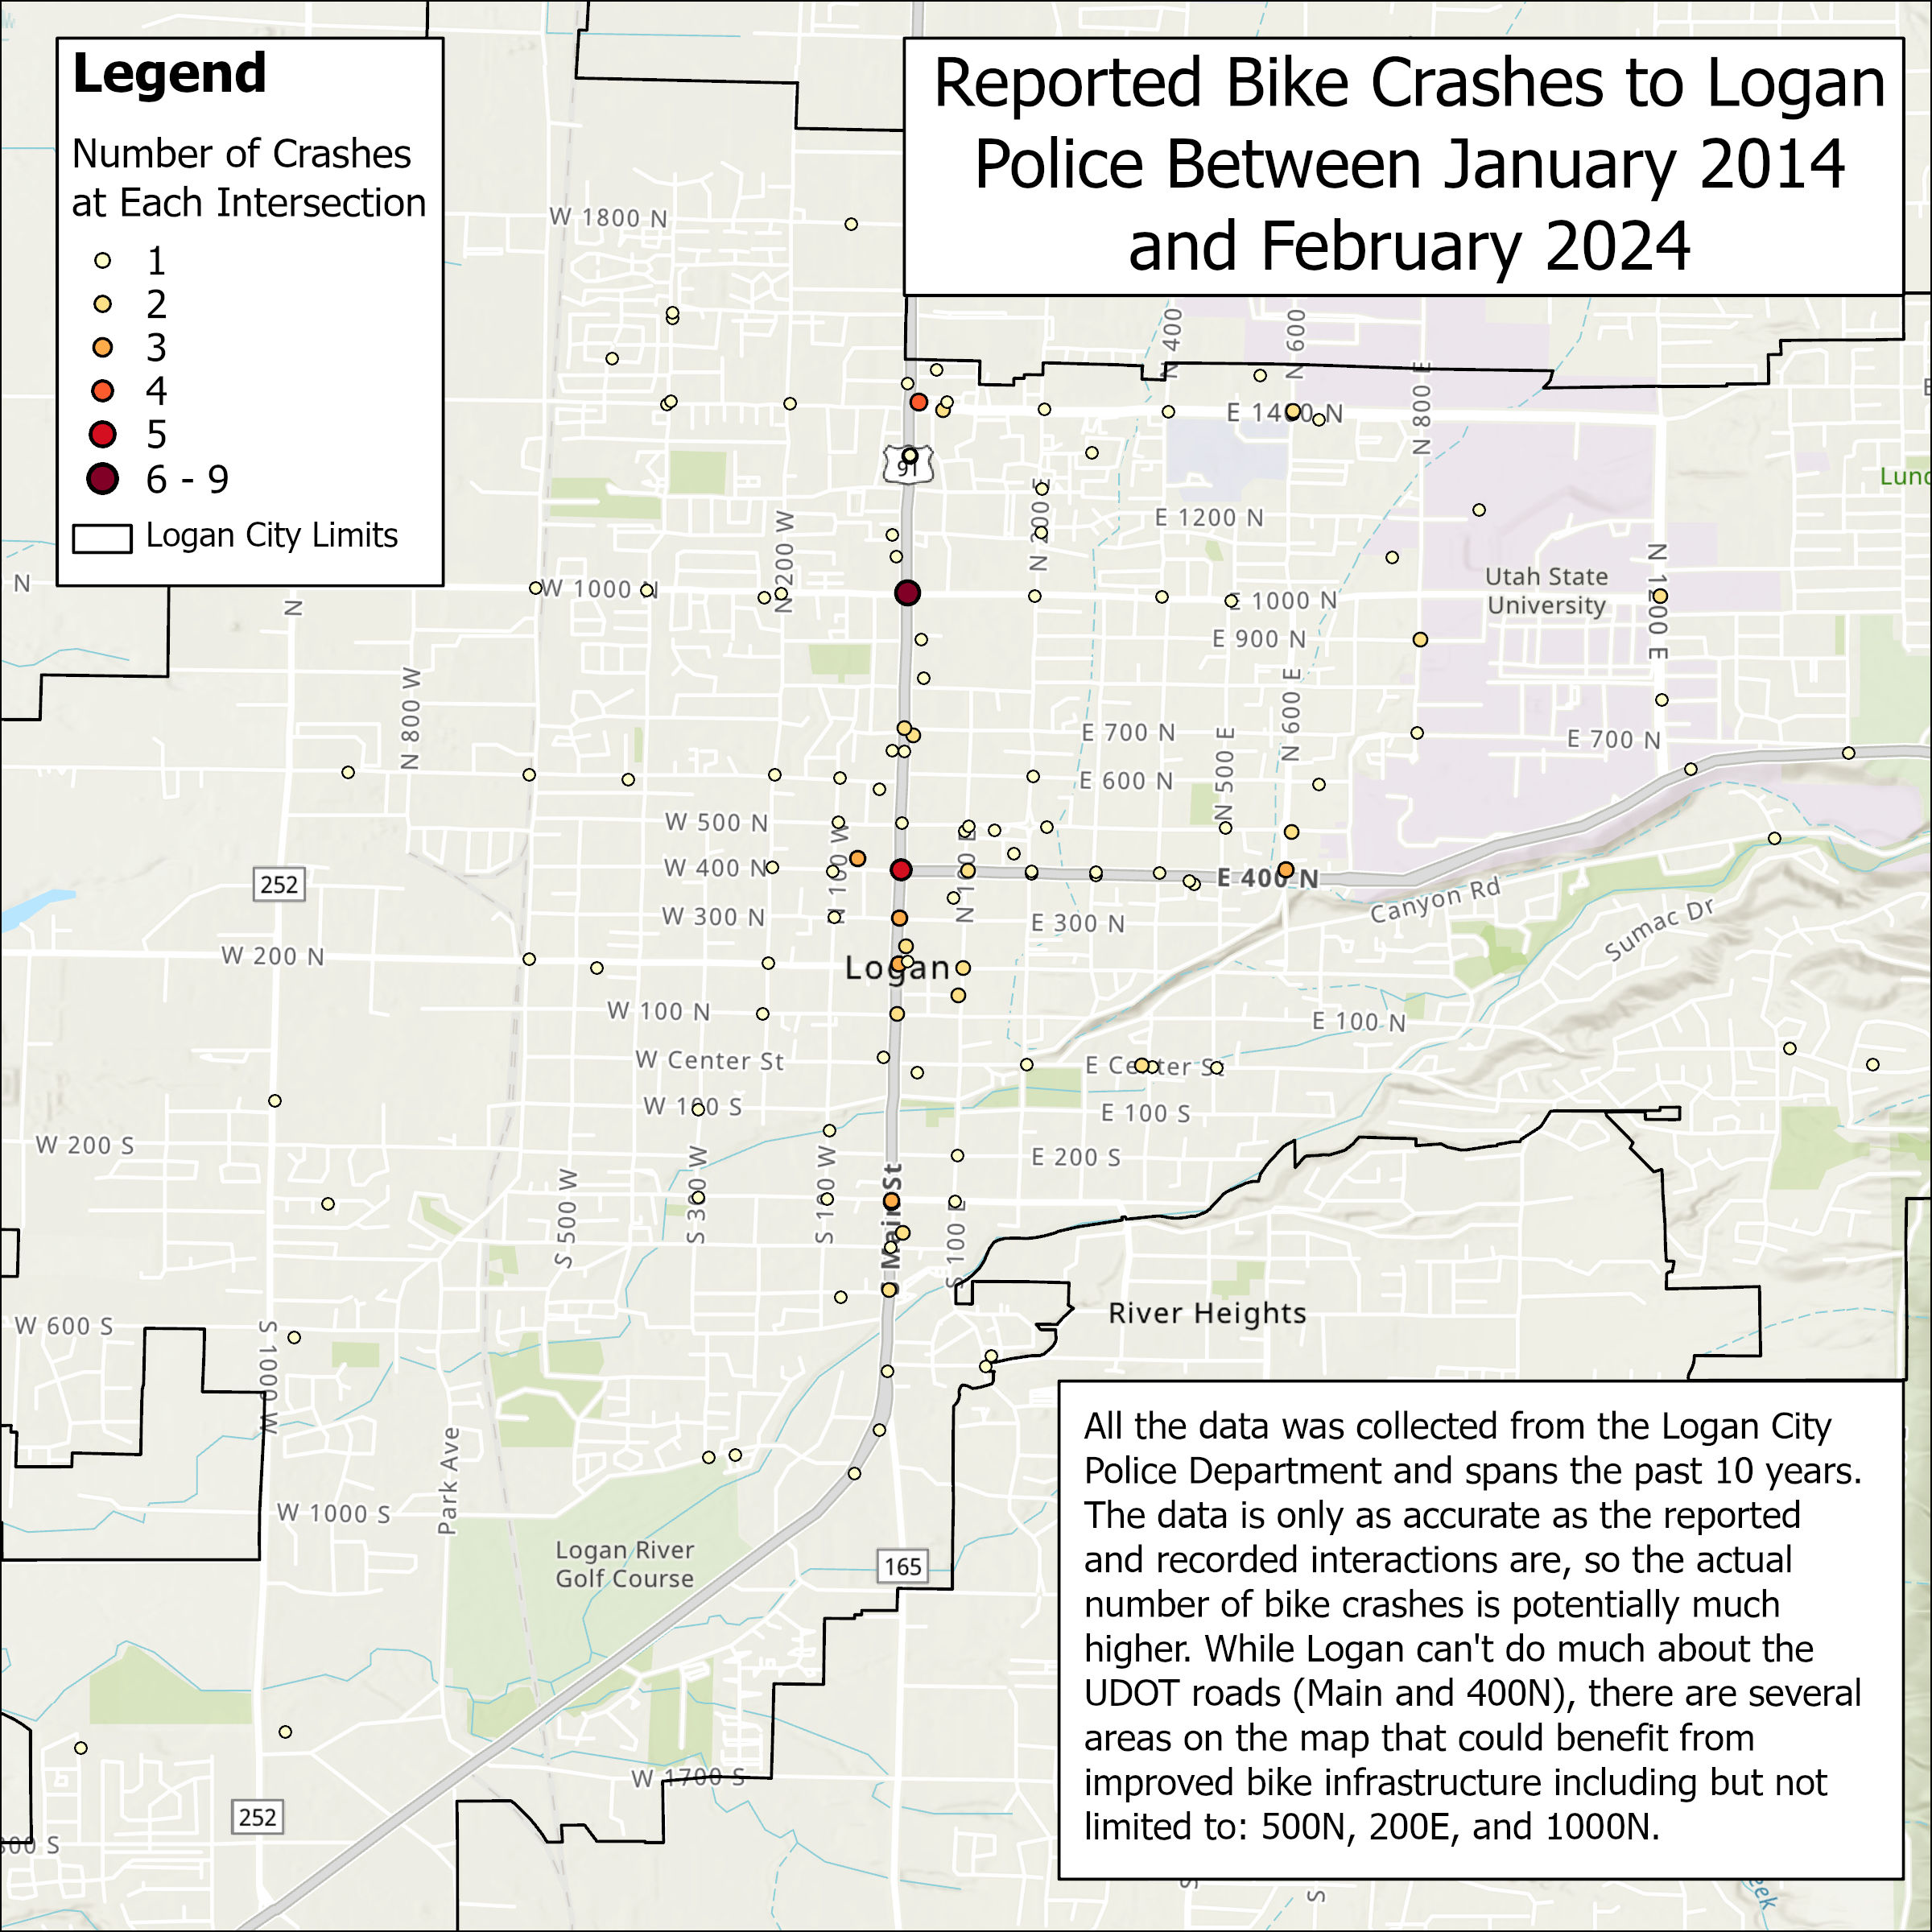 Reported Bike Crashes to Logan
Police Between January 2014
and February 2024
Legend
Number of Crashes
at Each Intersection
1
2
3
4
5
6 - 9
Logan City Limits
W 1800 N
N 400
N 600
N 800 E
E 1400 N
91
N 200 E
E 1200 N
N 200 W
N
N
W 1000 N
E 1000 N
Utah State
University
N 1200 E
E 900 N
N 800 W
N 600 E
E 700 N
E 700 N
N 500 E
E 600 N
W 500 N
N 100 W
N 100 E
W 400 N
E 400 N
252
Canyon Rd
W 300 N
E 300 N
Sumac Dr
W 200 N
Logan
W 100 N
E 100 N
W Center St
E Center St
W 100 S
E 100 S
W 200 S
E 200 S
S 500 W
S 300 W
S 100 W
S Main St
S 100 E
River Heights
W 600 S
S 1000 W
Park Ave
W 1000 S
Logan River
Golf Course
165
W 1700 S
252
S
S
All the data was collected from the Logan City
Police Department and spans the past 10 years.
The data is only as accurate as the reported
and recorded interactions are, so the actual
number of bike crashes is potentially much
higher. While Logan can't do much about the
UDOT roads (Main and 400N), there are several
areas on the map that could benefit from
improved bike infrastructure including but not
limited to: 500N, 200E, and 1000N.